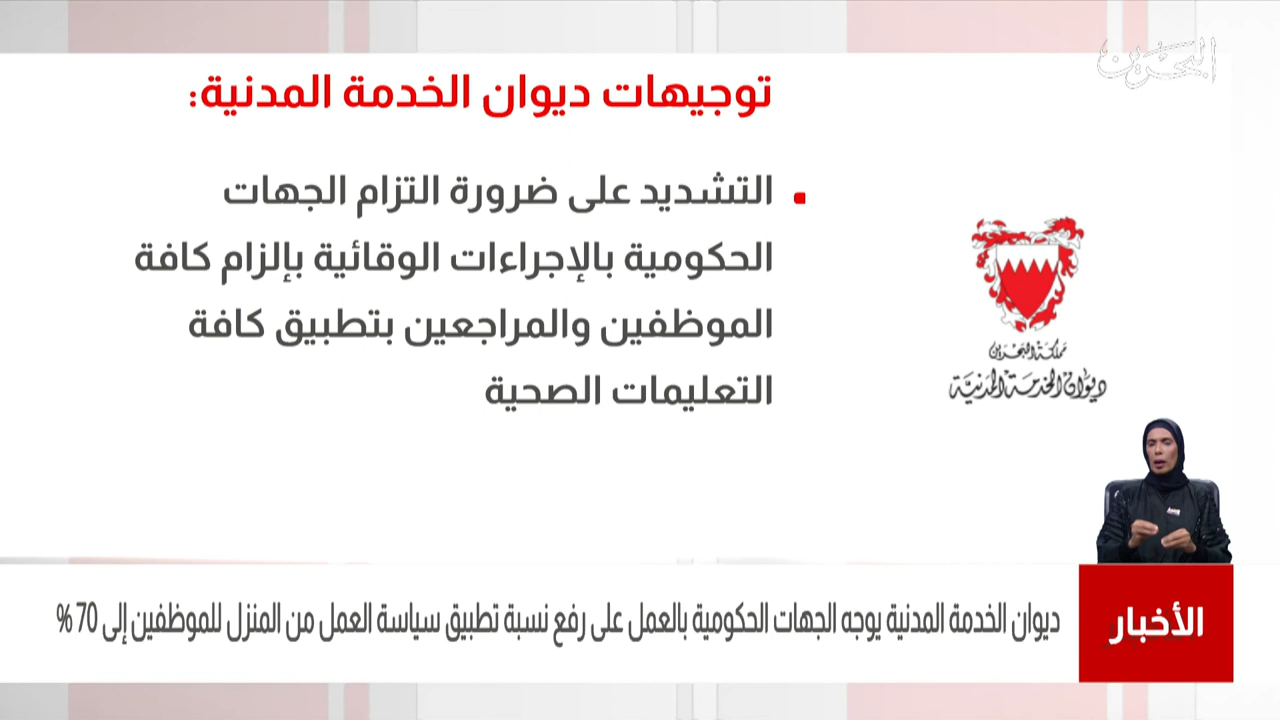 البحرين
توجيهات ديوان الخدمة المدنية:
التشديد على ضرورة التزام الجهات
الحكومية بالإجراءات الوقائية بإلزام كافة
الموظفين والمراجعين بتطبيق كافة
التعليمات الصحية
مملكة البحرين
ديوان الخدمة المدنية
الأخبار
ديوان الخدمة المدنية يوجه الجهات الحكومية بالعمل على رفع نسبة تطبيق سياسة العمل من المنزل للموظفين إلى 70 %